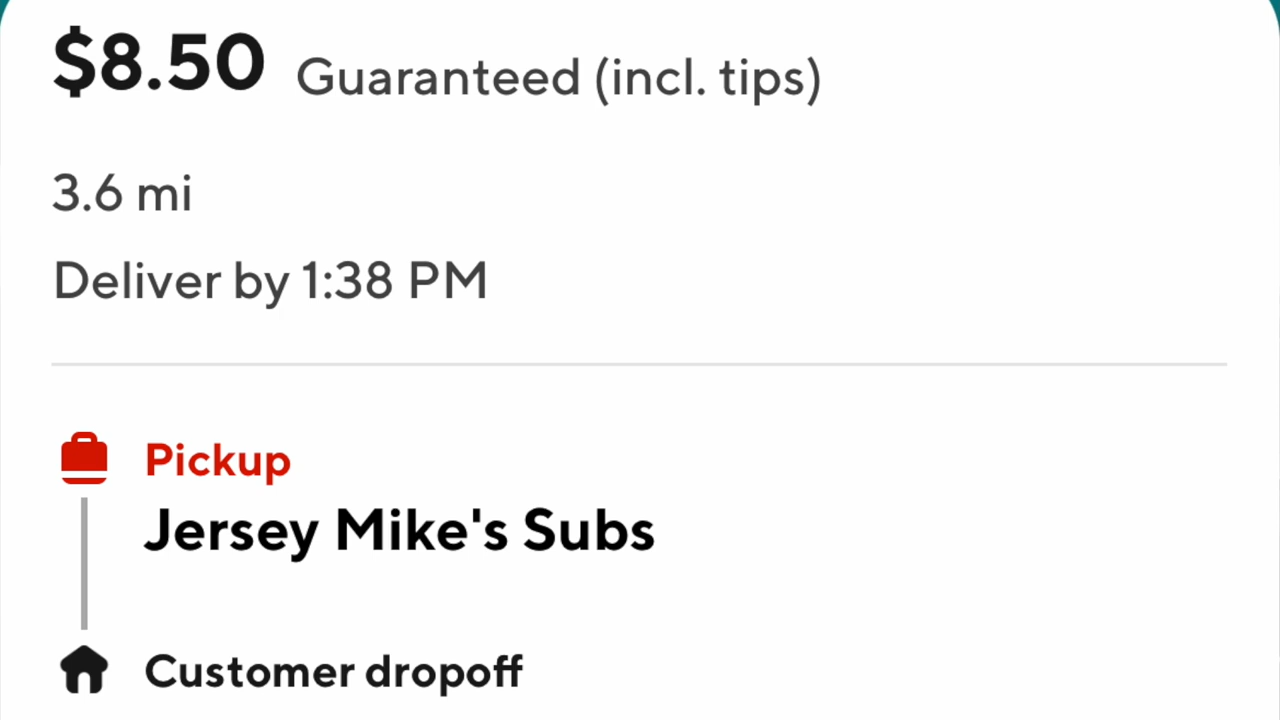 $8.50 Guaranteed (incl. tips)
3.6 mi
Deliver by 1:38 PM
Pickup
Jersey Mike's Subs
Customer dropoff